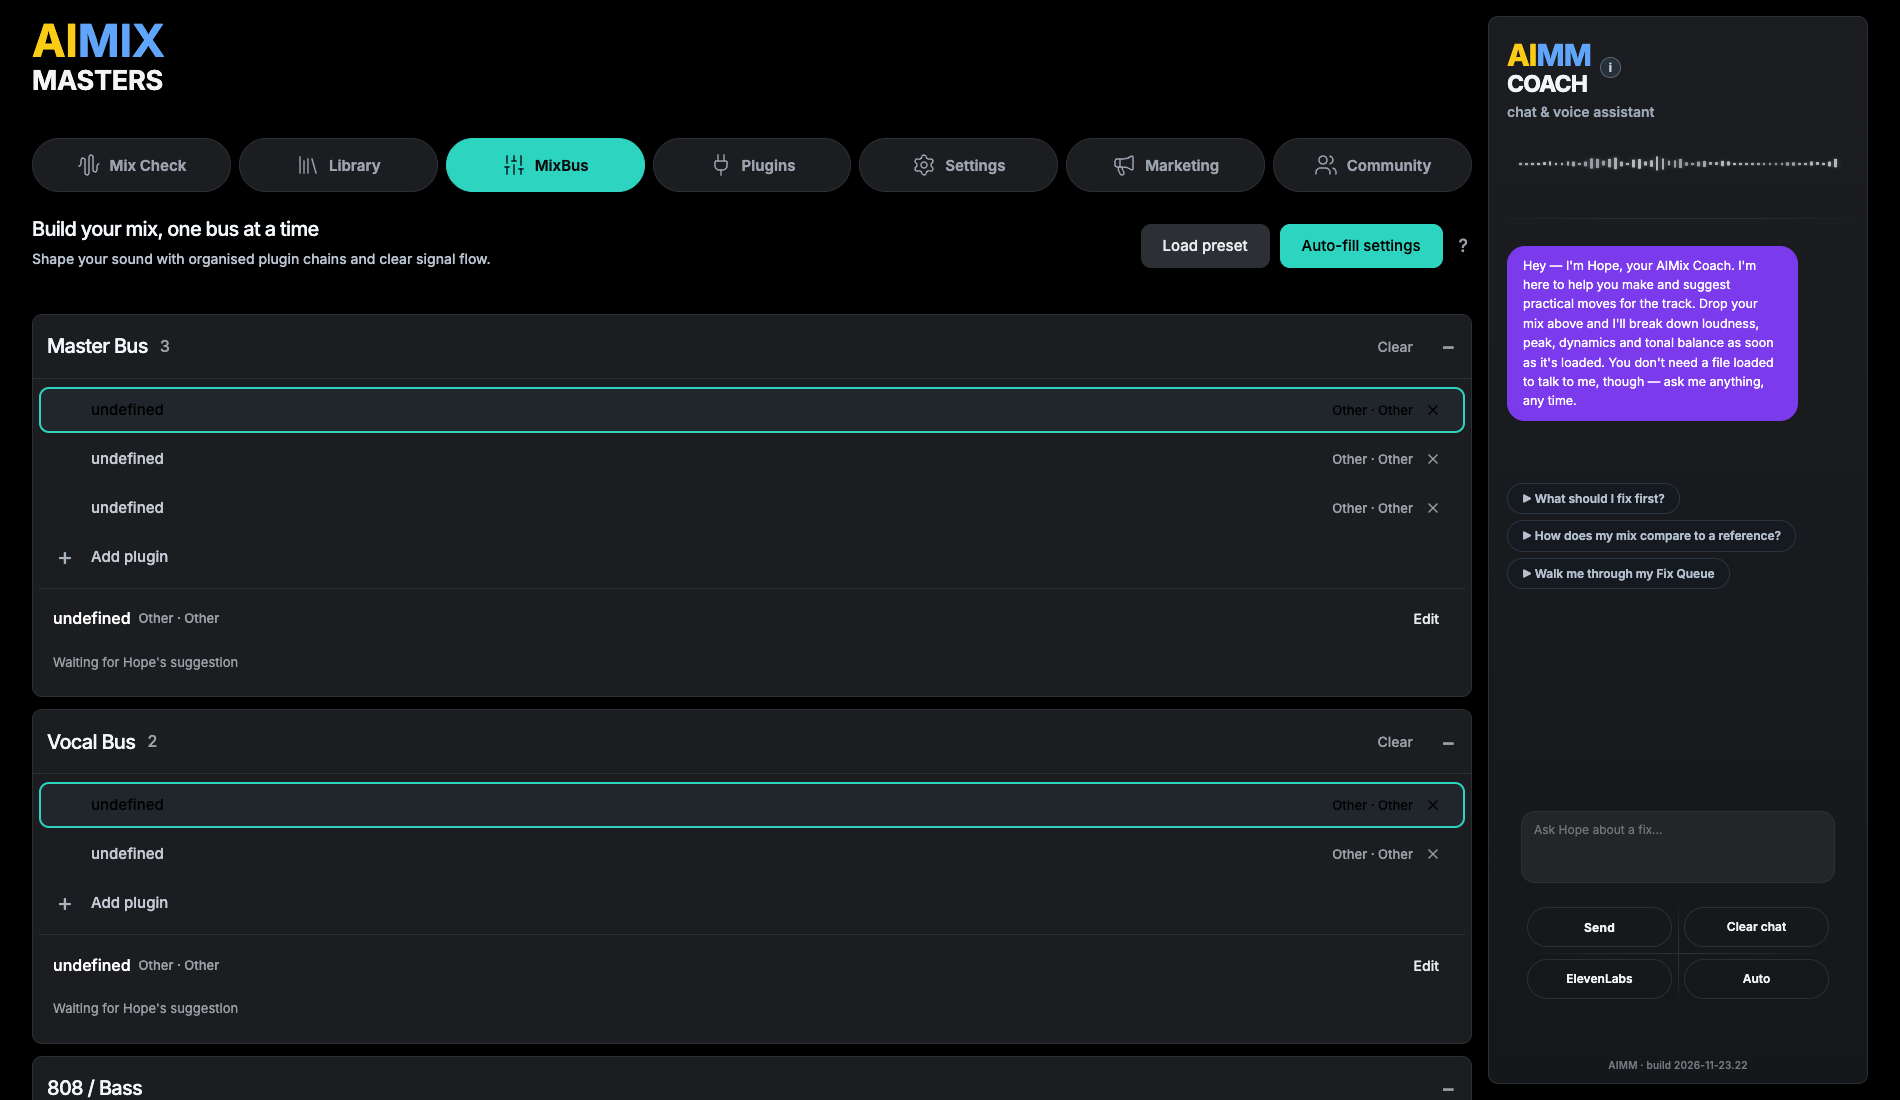 AIMIX
MASTERS
Mix Check
Library
MixBus
Plugins
Settings
Marketing
Community
Build your mix, one bus at a time
Shape your sound with organised plugin chains and clear signal flow.
Load preset
Auto-fill settings
?
Master Bus 3
Clear
undefined
Other · Other
undefined
Other · Other
undefined
Other · Other
Add plugin
undefined Other · Other
Edit
Waiting for Hope's suggestion
Vocal Bus 2
Clear
undefined
Other · Other
undefined
Other · Other
Add plugin
undefined Other · Other
Edit
Waiting for Hope's suggestion
808 / Bass
AIMM
COACH
i
chat & voice assistant
Hey — I'm Hope, your AIMix Coach. I'm
here to help you make and suggest
practical moves for the track. Drop your
mix above and I'll break down loudness,
peak, dynamics and tonal balance as soon
as it's loaded. You don't need a file loaded
to talk to me, though — ask me anything,
any time.
What should I fix first?
How does my mix compare to a reference?
Walk me through my Fix Queue
Ask Hope about a fix...
Send
Clear chat
ElevenLabs
Auto
AIMM · build 2026-11-23.22